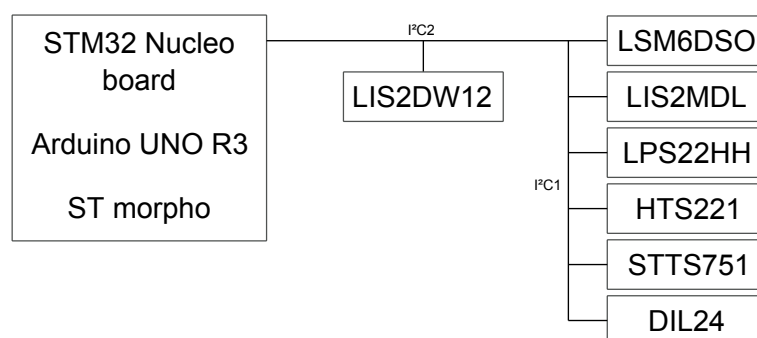 STM32 Nucleo
board
Arduino UNO R3
ST morpho
I²C2
LIS2DW12
I²C1
LSM6DSO
LIS2MDL
LPS22HH
HTS221
STTS751
DIL24